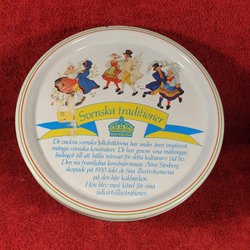 Svenska traditioner
De vackra svenska folkdräkterna har under åren inspirerat
många svenska konstnärer. De har genom sina målningar
bidragit till att hålla intresset för detta kulturarv vid liv.
Den nu framlidna konstnärinnan Aina Stenberg
skapade på 1930 talet de fina illustrationerna
på den här kakburken.
Hon blev mest känd för sina
julkortsillustrationer.